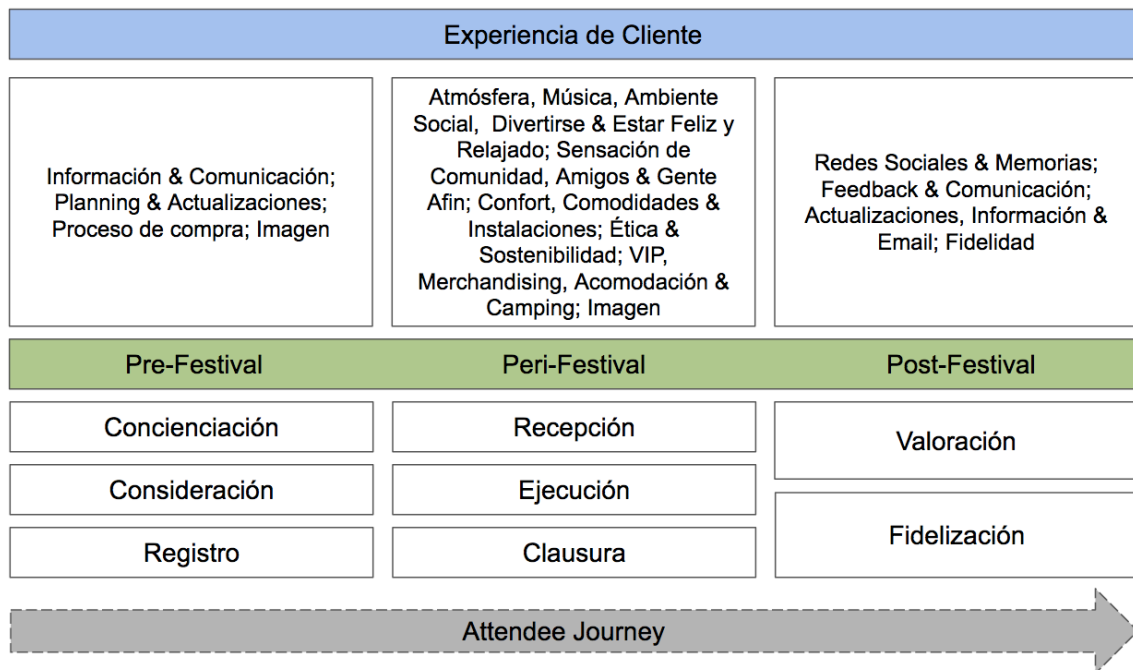 Experiencia de Cliente
Información & Comunicación;
Planning & Actualizaciones;
Proceso de compra; Imagen
Atmósfera, Música, Ambiente
Social, Divertirse & Estar Feliz y
Relajado; Sensación de
Comunidad, Amigos & Gente
Afin; Confort, Comodidades &
Instalaciones; Ética &
Sostenibilidad; VIP,
Merchandising, Acomodación &
Camping; Imagen
Redes Sociales & Memorias;
Feedback & Comunicación;
Actualizaciones, Información &
Email; Fidelidad
Pre-Festival
Peri-Festival
Post-Festival
Concienciación
Consideración
Registro
Recepción
Ejecución
Clausura
Valoración
Fidelización
Attendee Journey